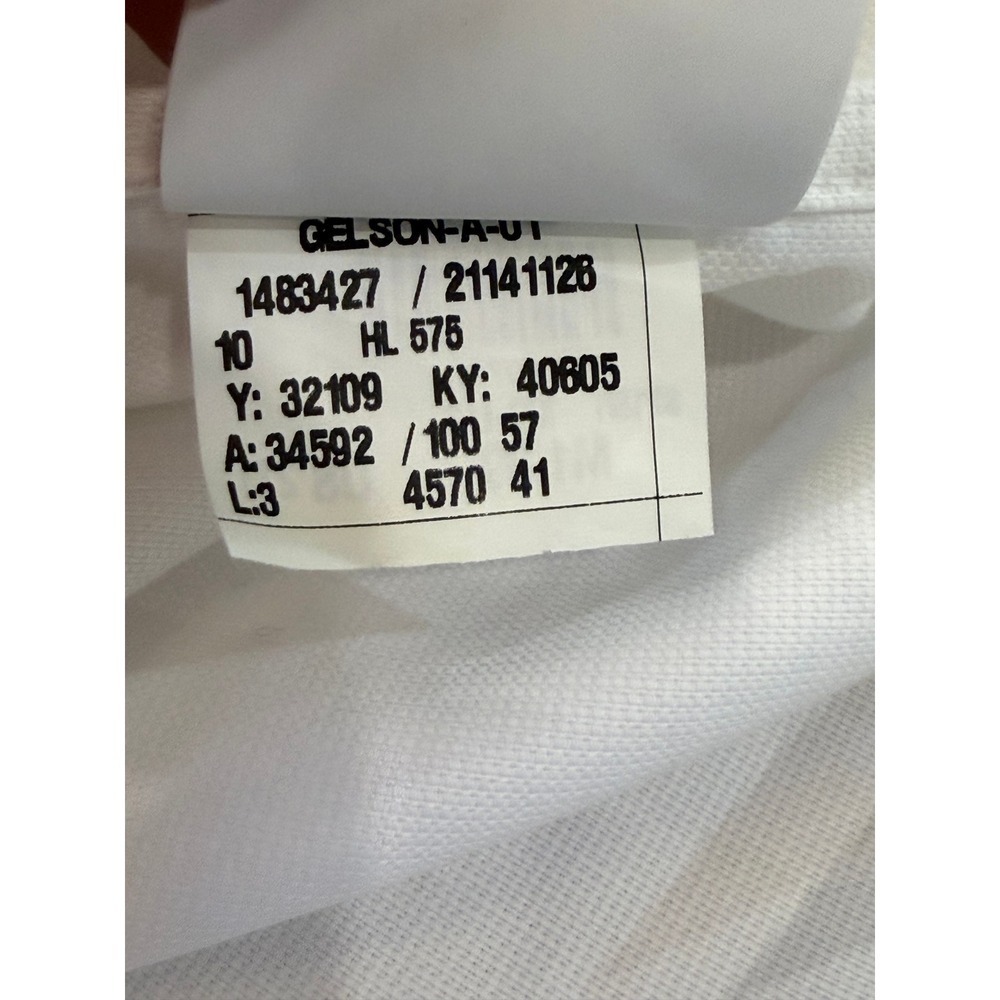 GELSON-A-01
1483427 / 21141126
10 HL 575
Y: 32109 KY: 40605
A: 34592 / 100 57
L:3 4570 41